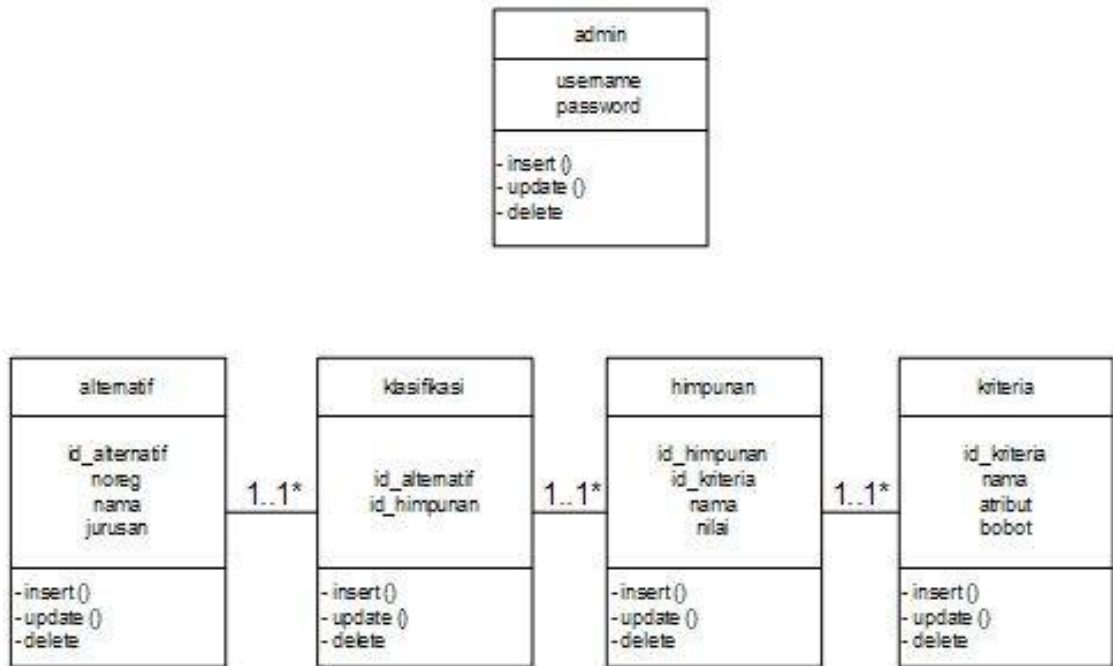 admin
username
password
- insert ()
- update ()
- delete
alternatif
id_alternatif
noreg
nama
jurusan
- insert ()
- update ()
- delete
1..1*
klasifikasi
id_alternatif
id_himpunan
- insert ()
- update ()
- delete
1..1*
himpunan
id_himpunan
id_kriteria
nama
nilai
- insert ()
- update ()
- delete
1..1*
kriteria
id_kriteria
nama
atribut
bobot
- insert ()
- update ()
- delete